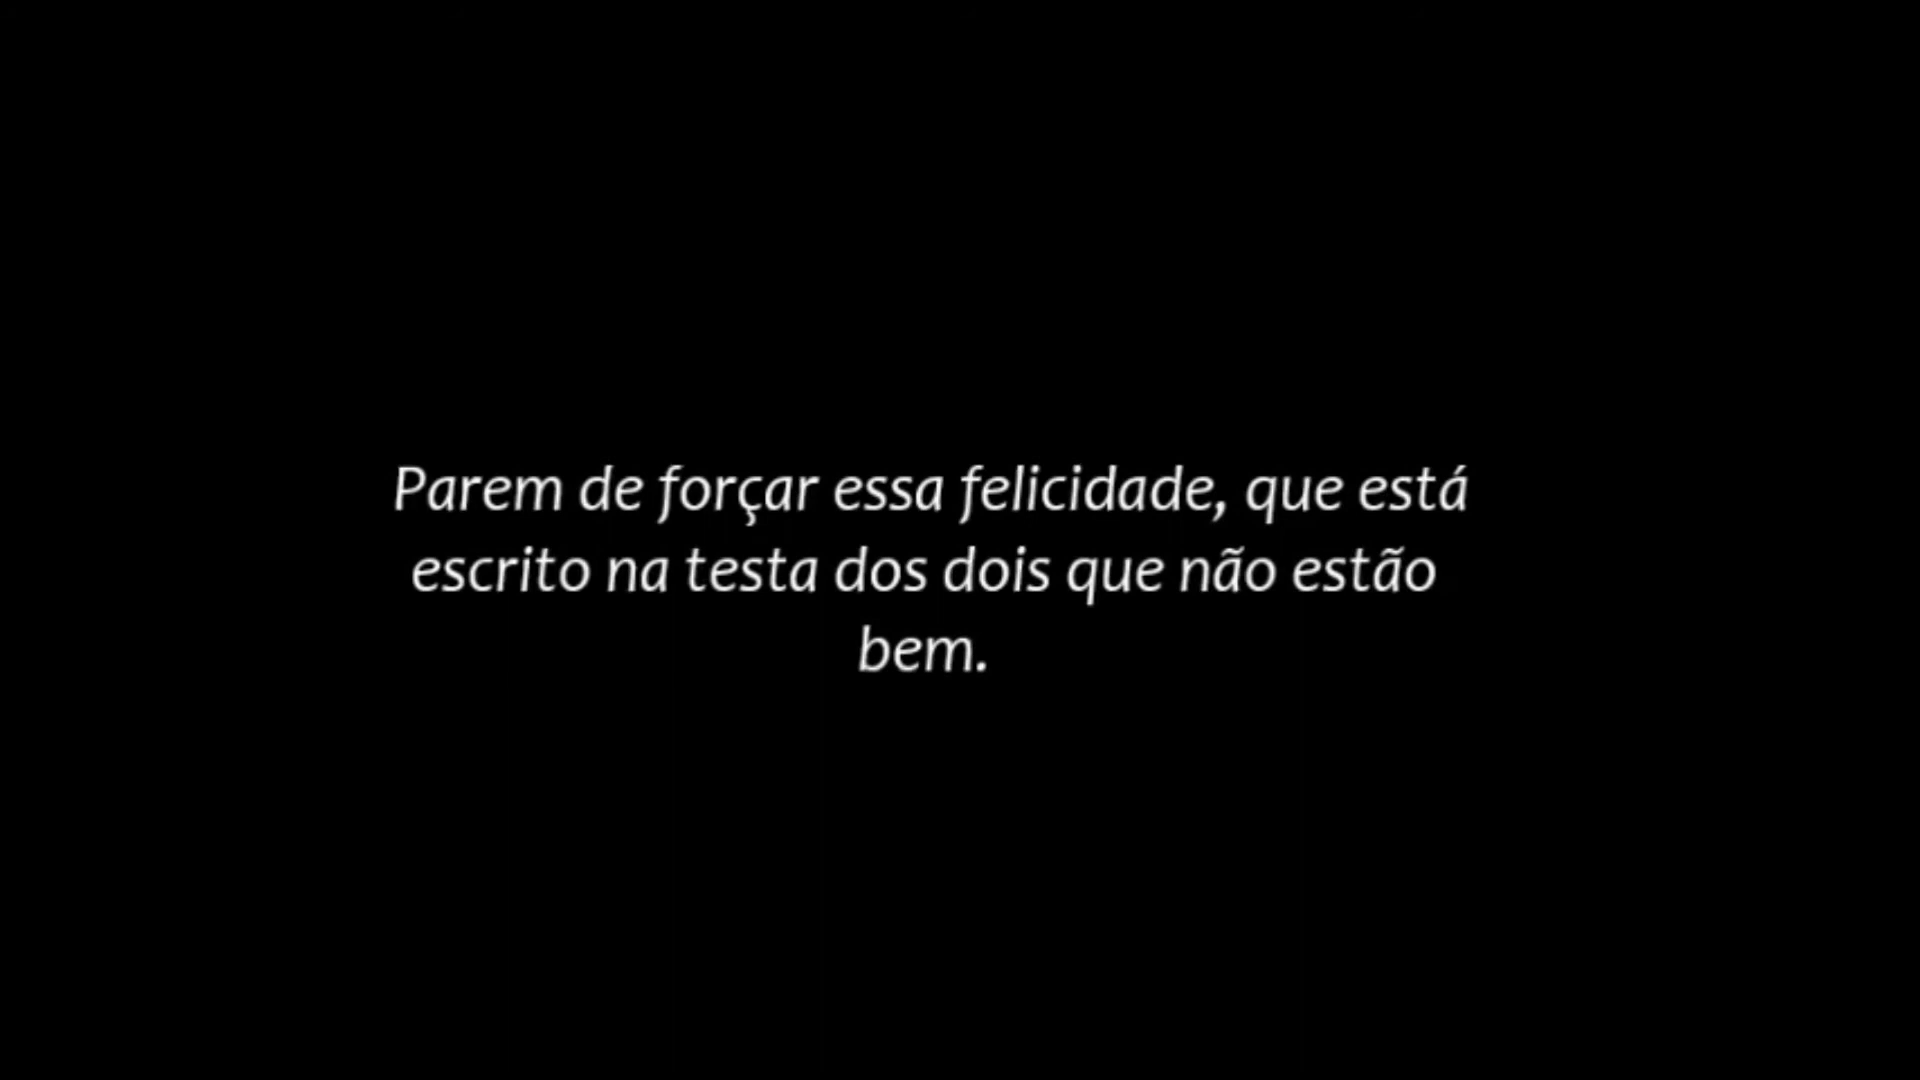 Parem de forçar essa felicidade, que está
escrito na testa dos dois que não estão
bem.